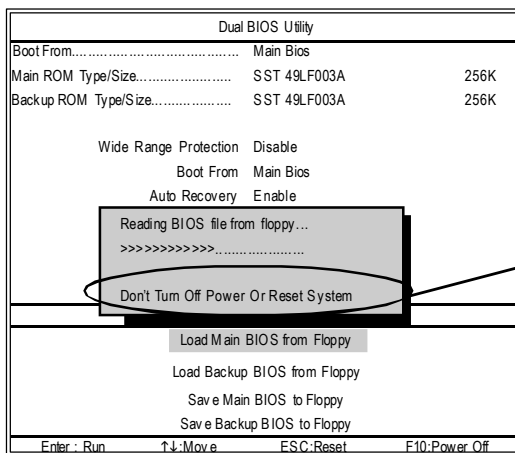 Dual BIOS Utility
Boot From........................................ Main Bios
Main ROM Type/Size....................... SST 49LF003A 256K
Backup ROM Type/Size................... SST 49LF003A 256K
Wide Range Protection Disable
Boot From Main Bios
Auto Recovery Enable
Reading BIOS file from floppy...
>>>>>>>>>>>>......................
Don't Turn Off Power Or Reset System
Load Main BIOS from Floppy
Load Backup BIOS from Floppy
Save Main BIOS to Floppy
Save Backup BIOS to Floppy
Enter : Run ↑↓:Move ESC:Reset F10:Power Off